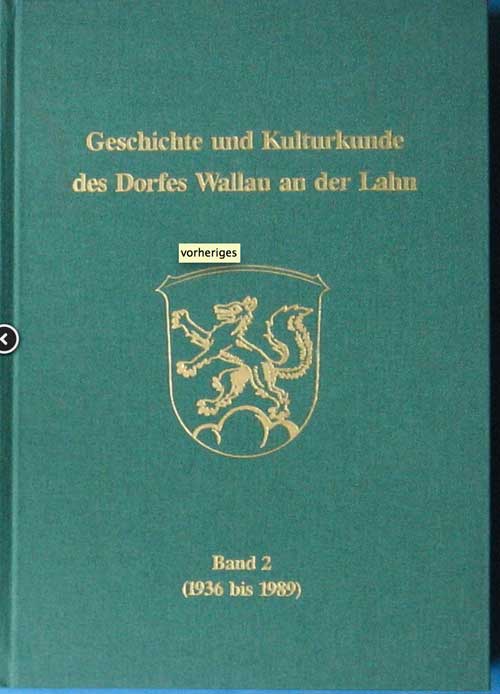 Geschichte und Kulturkunde
des Dorfes Wallau an der Lahn
vorheriges
Band 2
(1936 bis 1989)